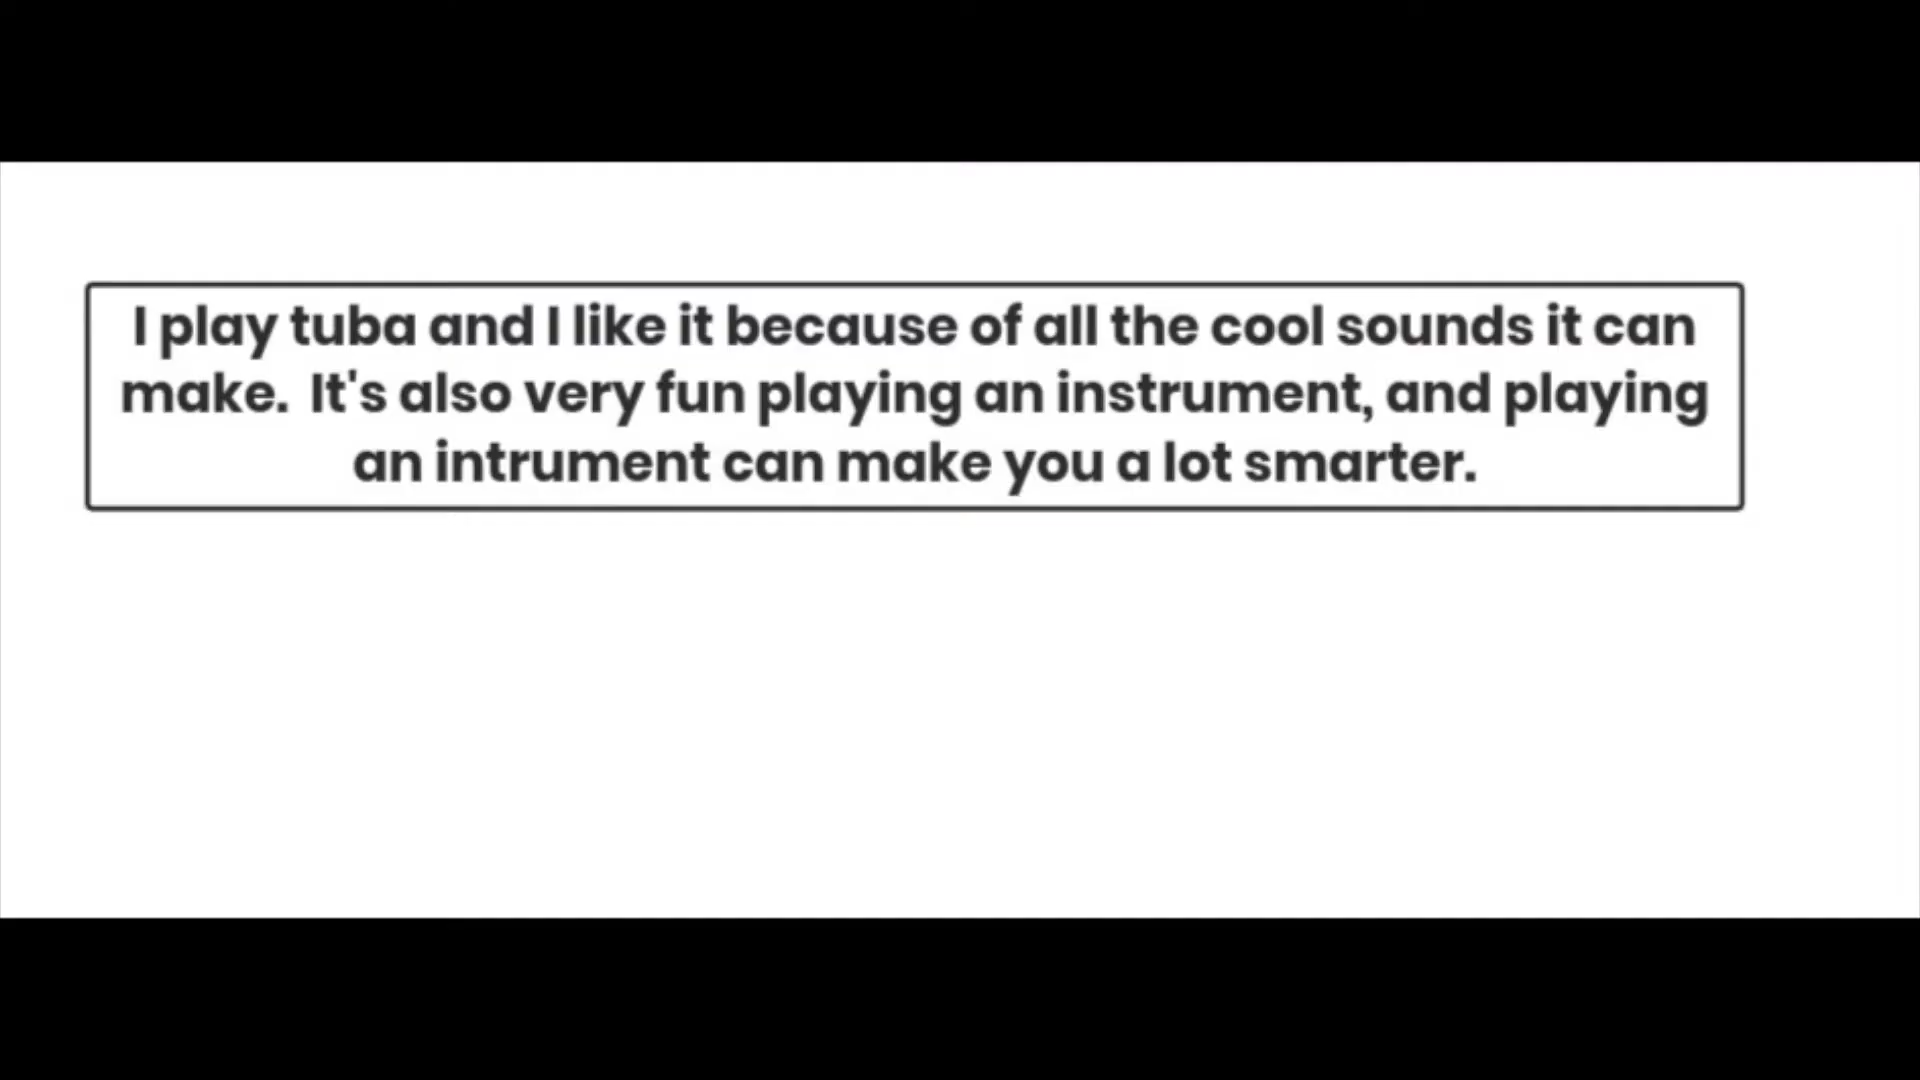 I play tuba and I like it because of all the cool sounds it can
make.  It's also very fun playing an instrument, and playing
an intrument can make you a lot smarter.